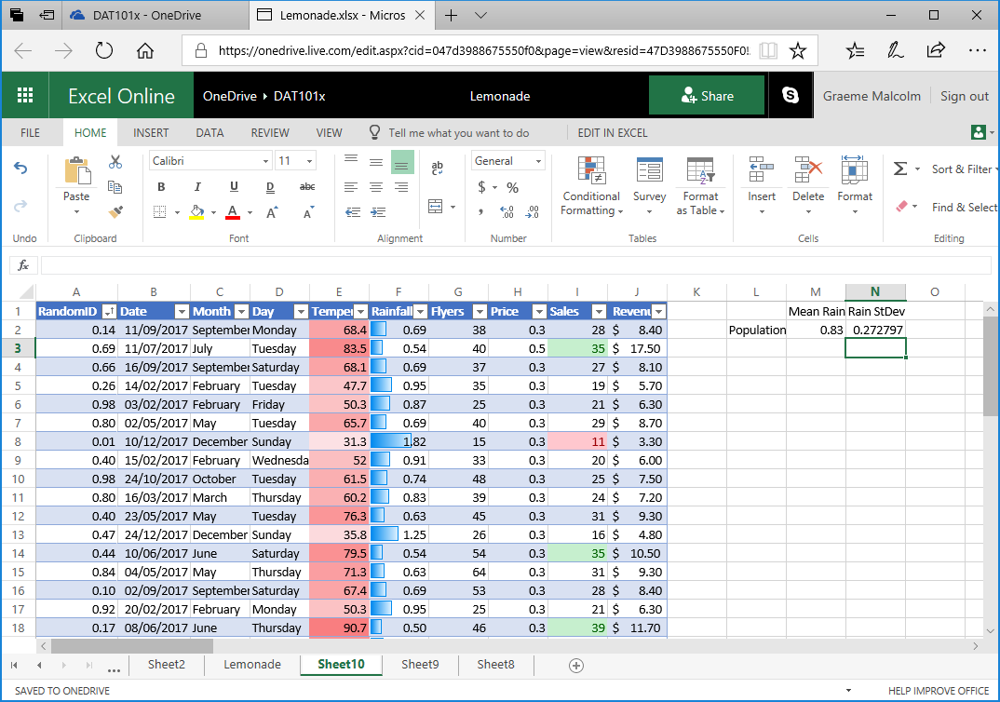 DAT101x - OneDrive
Lemonade.xlsx - Micros
https://onedrive.live.com/edit.aspx?cid=047d3988675550f0&page=view&resid=47D3988675550F0!
Excel Online
OneDrive ▸ DAT101x
Lemonade
Share
Graeme Malcolm
Sign out
FILE HOME INSERT DATA REVIEW VIEW Tell me what you want to do EDIT IN EXCEL
Undo
Paste
Clipboard
Calibri 11
B I U D abc
A A A
Font
ab
Alignment
General
$ % , .00 .00
Number
Conditional Formatting
Survey
Format as Table
Tables
Insert
Delete
Format
Cells
Σ Sort & Filter
Find & Select
Editing
fx
A B C D E F G H I J K L M N O
1 RandomID Date Month Day Temper Rainfall Flyers Price Sales Revenu Mean Rain Rain StDev
2 0.14 11/09/2017 September Monday 68.4 0.69 38 0.3 28 $ 8.40 Population 0.83 0.272797
3 0.69 11/07/2017 July Tuesday 83.5 0.54 40 0.5 35 $ 17.50
4 0.66 16/09/2017 September Saturday 68.1 0.69 37 0.3 27 $ 8.10
5 0.26 14/02/2017 February Tuesday 47.7 0.95 35 0.3 19 $ 5.70
6 0.98 03/02/2017 February Friday 50.3 0.87 25 0.3 21 $ 6.30
7 0.80 02/05/2017 May Tuesday 65.7 0.69 40 0.3 29 $ 8.70
8 0.01 10/12/2017 December Sunday 31.3 1.82 15 0.3 11 $ 3.30
9 0.40 15/02/2017 February Wednesda 52 0.91 33 0.3 20 $ 6.00
10 0.98 24/10/2017 October Tuesday 61.5 0.74 48 0.3 25 $ 7.50
11 0.80 16/03/2017 March Thursday 60.2 0.83 39 0.3 24 $ 7.20
12 0.40 23/05/2017 May Tuesday 76.3 0.63 45 0.3 31 $ 9.30
13 0.47 24/12/2017 December Sunday 35.8 1.25 26 0.3 16 $ 4.80
14 0.44 10/06/2017 June Saturday 79.5 0.54 54 0.3 35 $ 10.50
15 0.84 04/05/2017 May Thursday 71.3 0.63 64 0.3 31 $ 9.30
16 0.10 02/09/2017 September Saturday 67.4 0.69 53 0.3 28 $ 8.40
17 0.92 20/02/2017 February Monday 50.3 0.95 25 0.3 21 $ 6.30
18 0.17 08/06/2017 June Thursday 90.7 0.50 46 0.3 39 $ 11.70
... Sheet2 Lemonade Sheet10 Sheet9 Sheet8
SAVED TO ONEDRIVE
HELP IMPROVE OFFICE